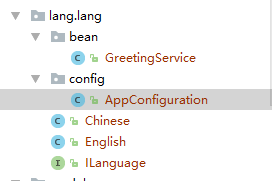 lang.lang
bean
GreetingService
config
AppConfiguration
Chinese
English
ILanguage